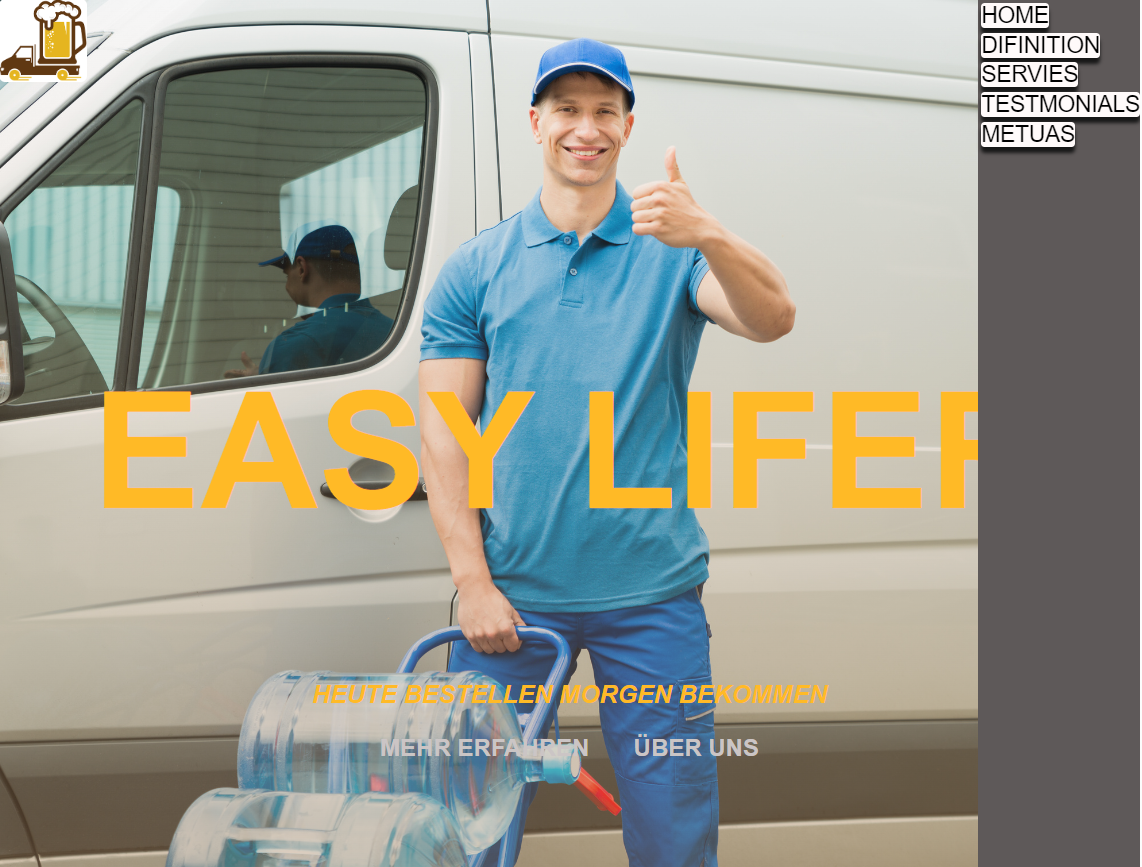 HOME
DIFINITION
SERVIES
TESTMONIALS
METUAS
EASY LIFER
HEUTE BESTELLEN MORGEN BEKOMMEN
MEHR ERFAHREN ÜBER UNS